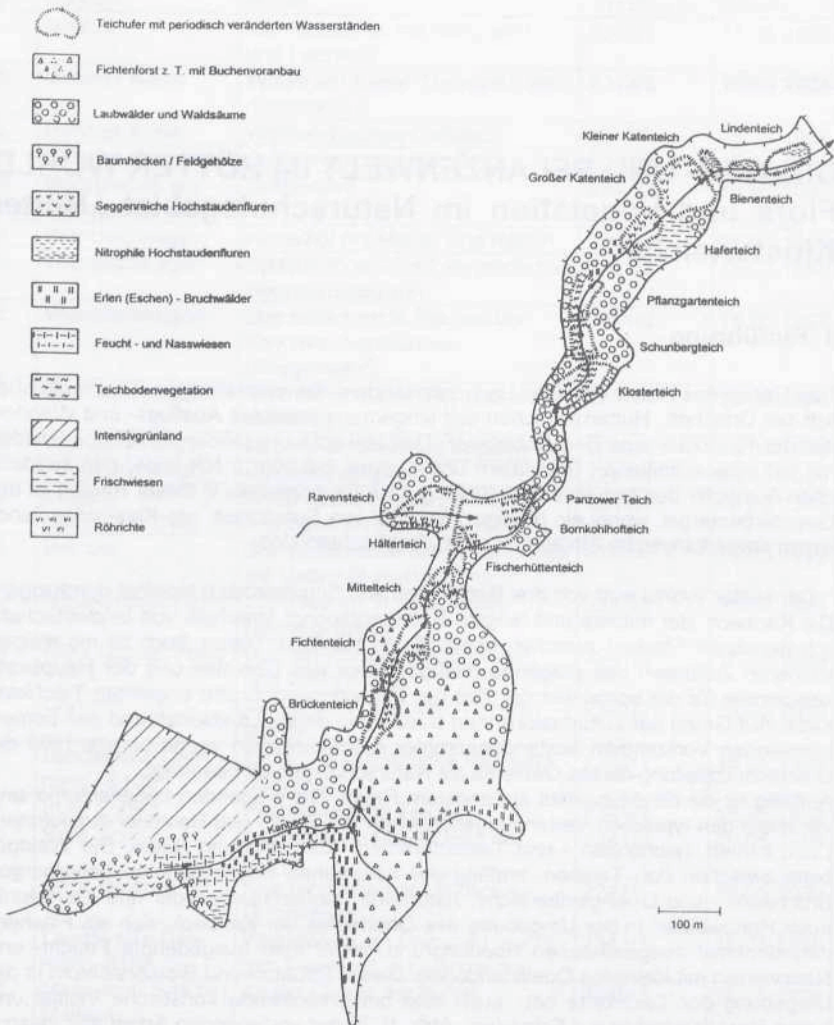 Teichufer mit periodisch veränderten Wasserständen
Fichtenforst z. T. mit Buchenvoranbau
Laubwälder und Waldsäume
Baumhecken / Feldgehölze
Seggenreiche Hochstaudenfluren
Nitrophile Hochstaudenfluren
Erlen (Eschen) - Bruchwälder
Feucht - und Nasswiesen
Teichbodenvegetation
Intensivgrünland
Frischwiesen
Röhrichte
Lindenteich
Kleiner Katenteich
Großer Katenteich
Bienenteich
Haferteich
Pflanzgartenteich
Schunbergteich
Klosterteich
Ravensteich
Panzower Teich
Hälterteich
Fischerhüttenteich
Mittelteich
Fichtenteich
Brückenteich
100 m